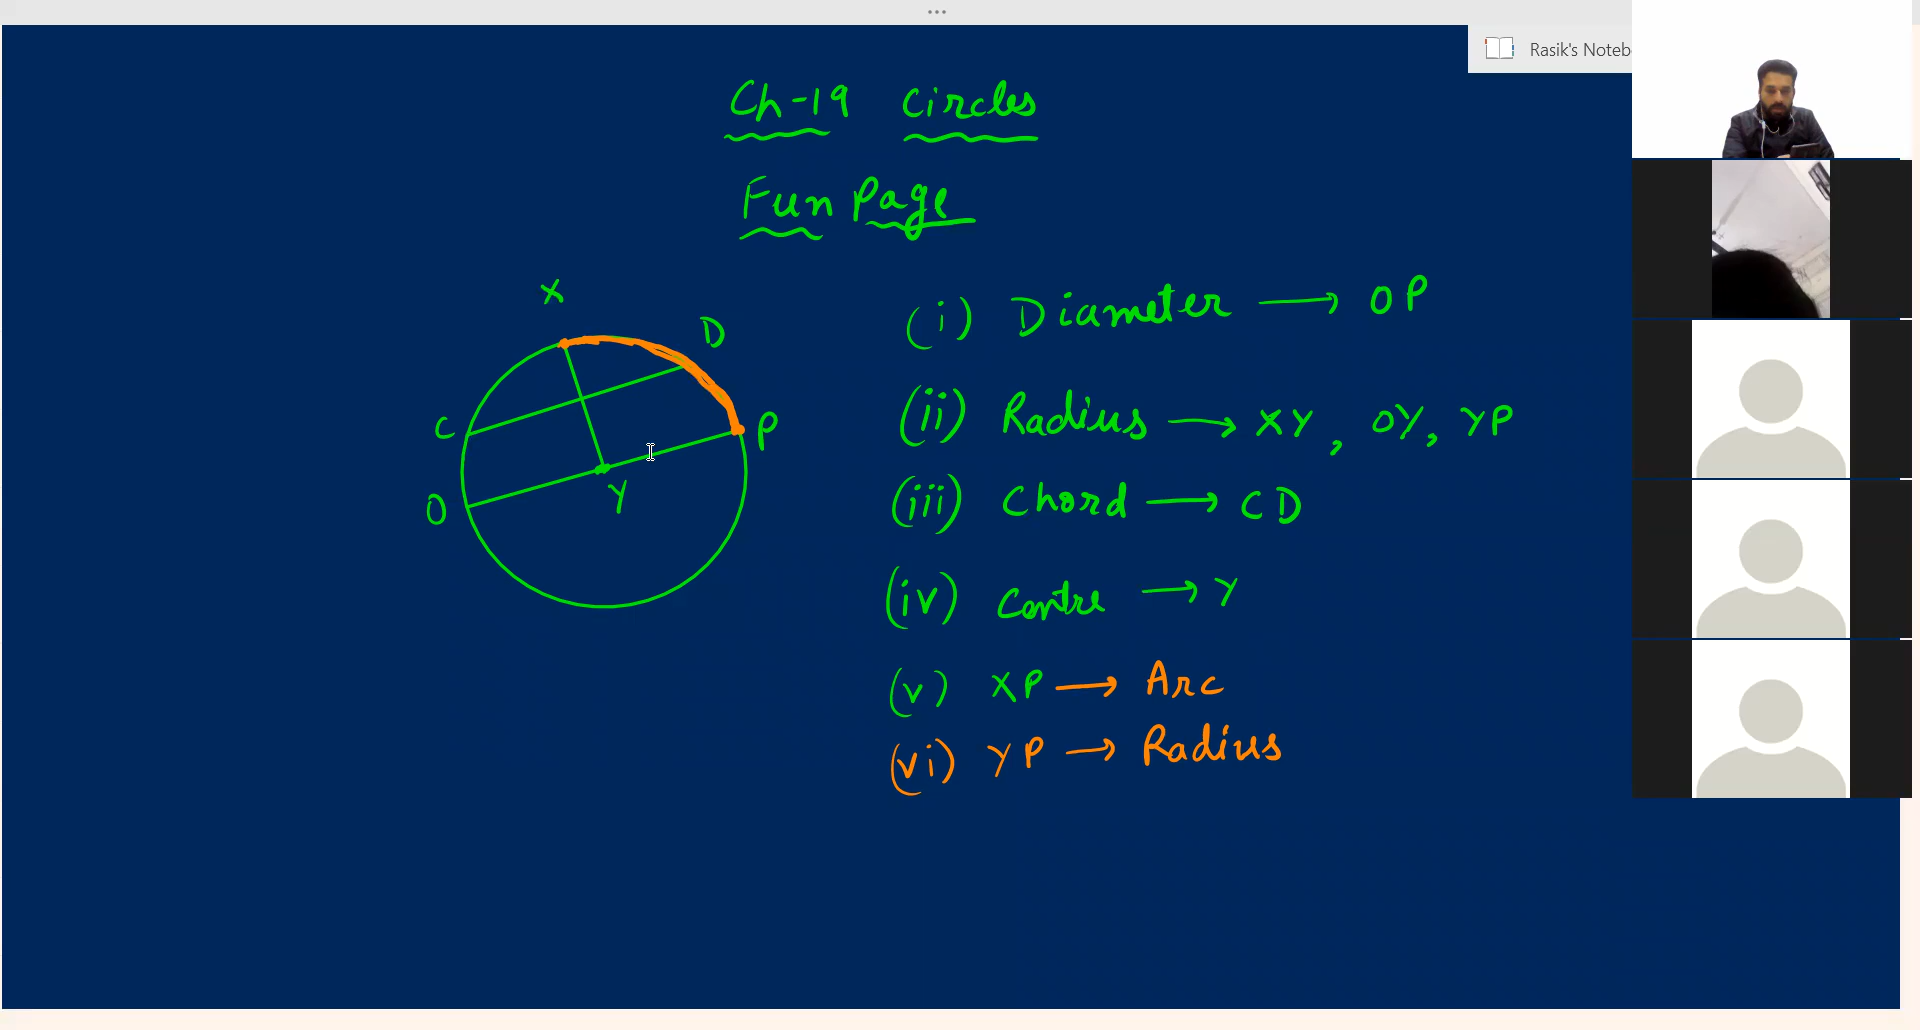 Rasik's Noteb
Ch-19 Circles
Fun Page
X
D
C
P
O
Y
(i) Diameter → OP
(ii) Radius → XY, OY, YP
(iii) Chord → CD
(iv) Centre → Y
(v) XP → Arc
(vi) YP → Radius